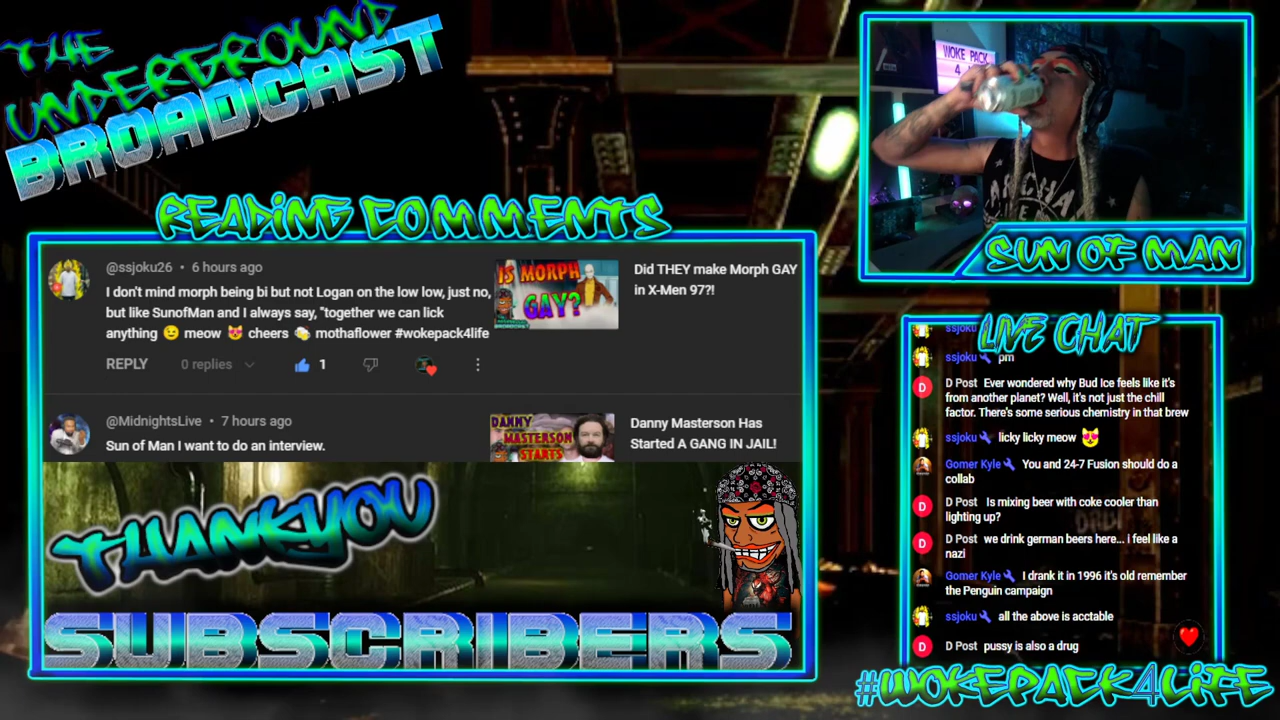 THE
UNDERGROUND
BROADCAST
READING COMMENTS
@ssjoku26 • 6 hours ago
I don't mind morph being bi but not Logan on the low low, just no,
but like SunofMan and I always say, "together we can lick
anything 😉 meow 😻 cheers 🍻 mothaflower #wokepack4life
REPLY 0 replies 1
IS MORPH
GAY?
Did THEY make Morph GAY
in X-Men 97?!
@MidnightsLive • 7 hours ago
Sun of Man I want to do an interview.
DANNY
MASTERSON
STARTS
Danny Masterson Has
Started A GANG IN JAIL!
THANKYOU
SUBSCRIBERS
WOKE PACK
4
SUN OF MAN
LIVE CHAT
ssjoku
ssjoku pm
D Post Ever wondered why Bud Ice feels like it's
from another planet? Well, it's not just the chill
factor. There's some serious chemistry in that brew
ssjoku licky licky meow 😻
Gomer Kyle You and 24-7 Fusion should do a
collab
D Post Is mixing beer with coke cooler than
lighting up?
D Post we drink german beers here... i feel like a
nazi
Gomer Kyle I drank it in 1996 it's old remember
the Penguin campaign
ssjoku all the above is acctable
D Post pussy is also a drug
#WOKEPACK4LIFE